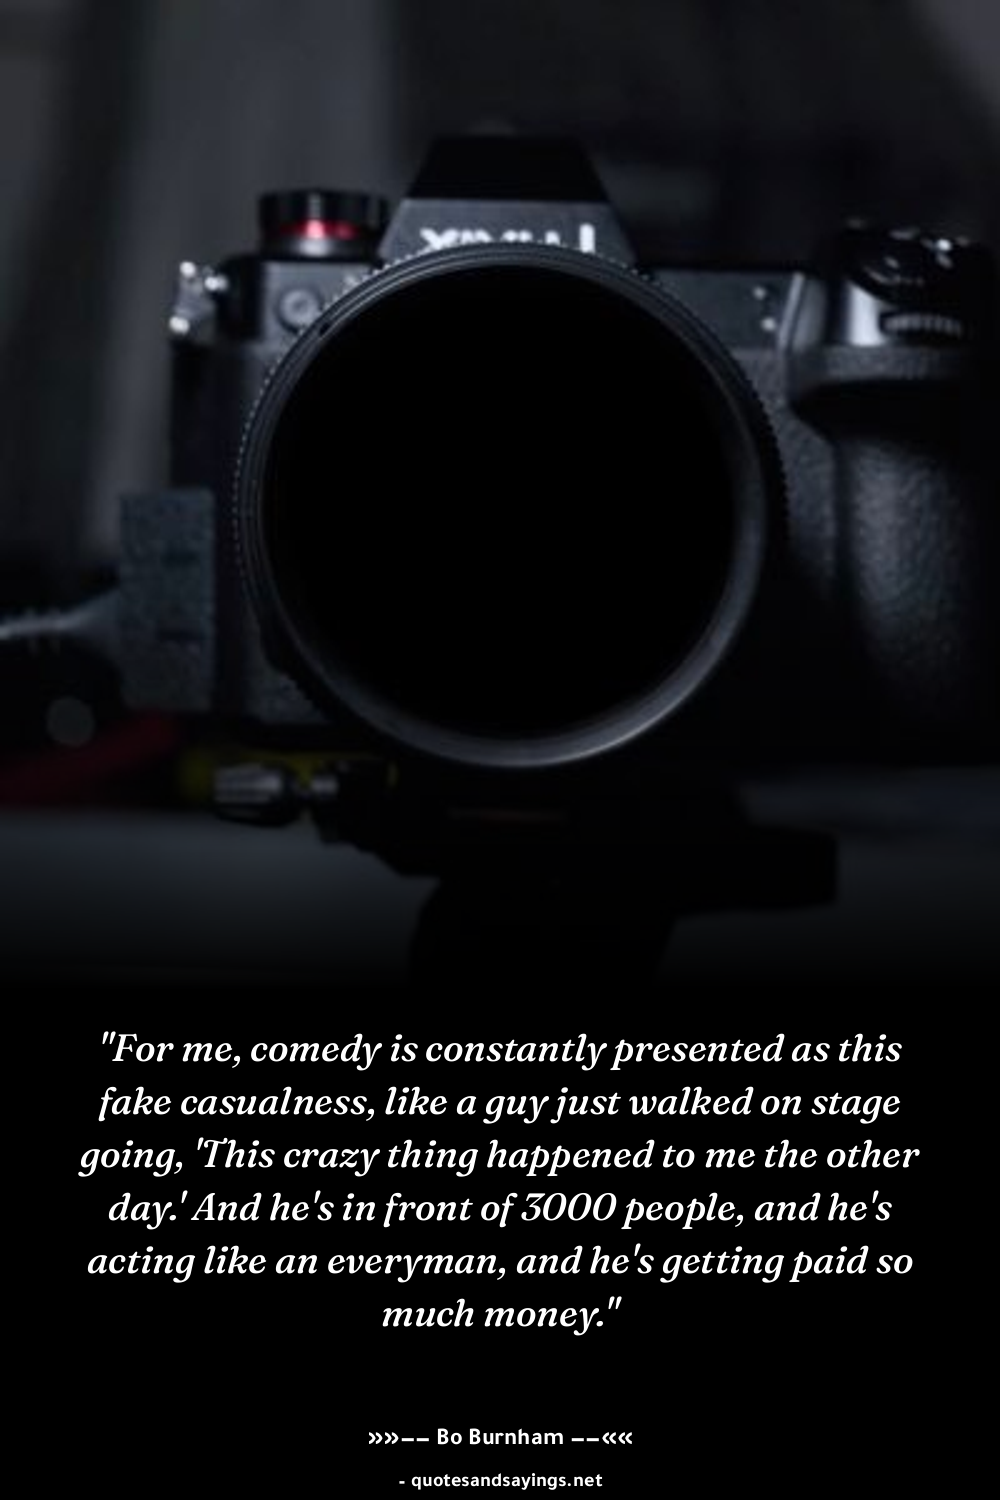 "For me, comedy is constantly presented as this
fake casualness, like a guy just walked on stage
going, 'This crazy thing happened to me the other
day.' And he's in front of 3000 people, and he's
acting like an everyman, and he's getting paid so
much money."
»»–– Bo Burnham ––««
- quotesandsayings.net